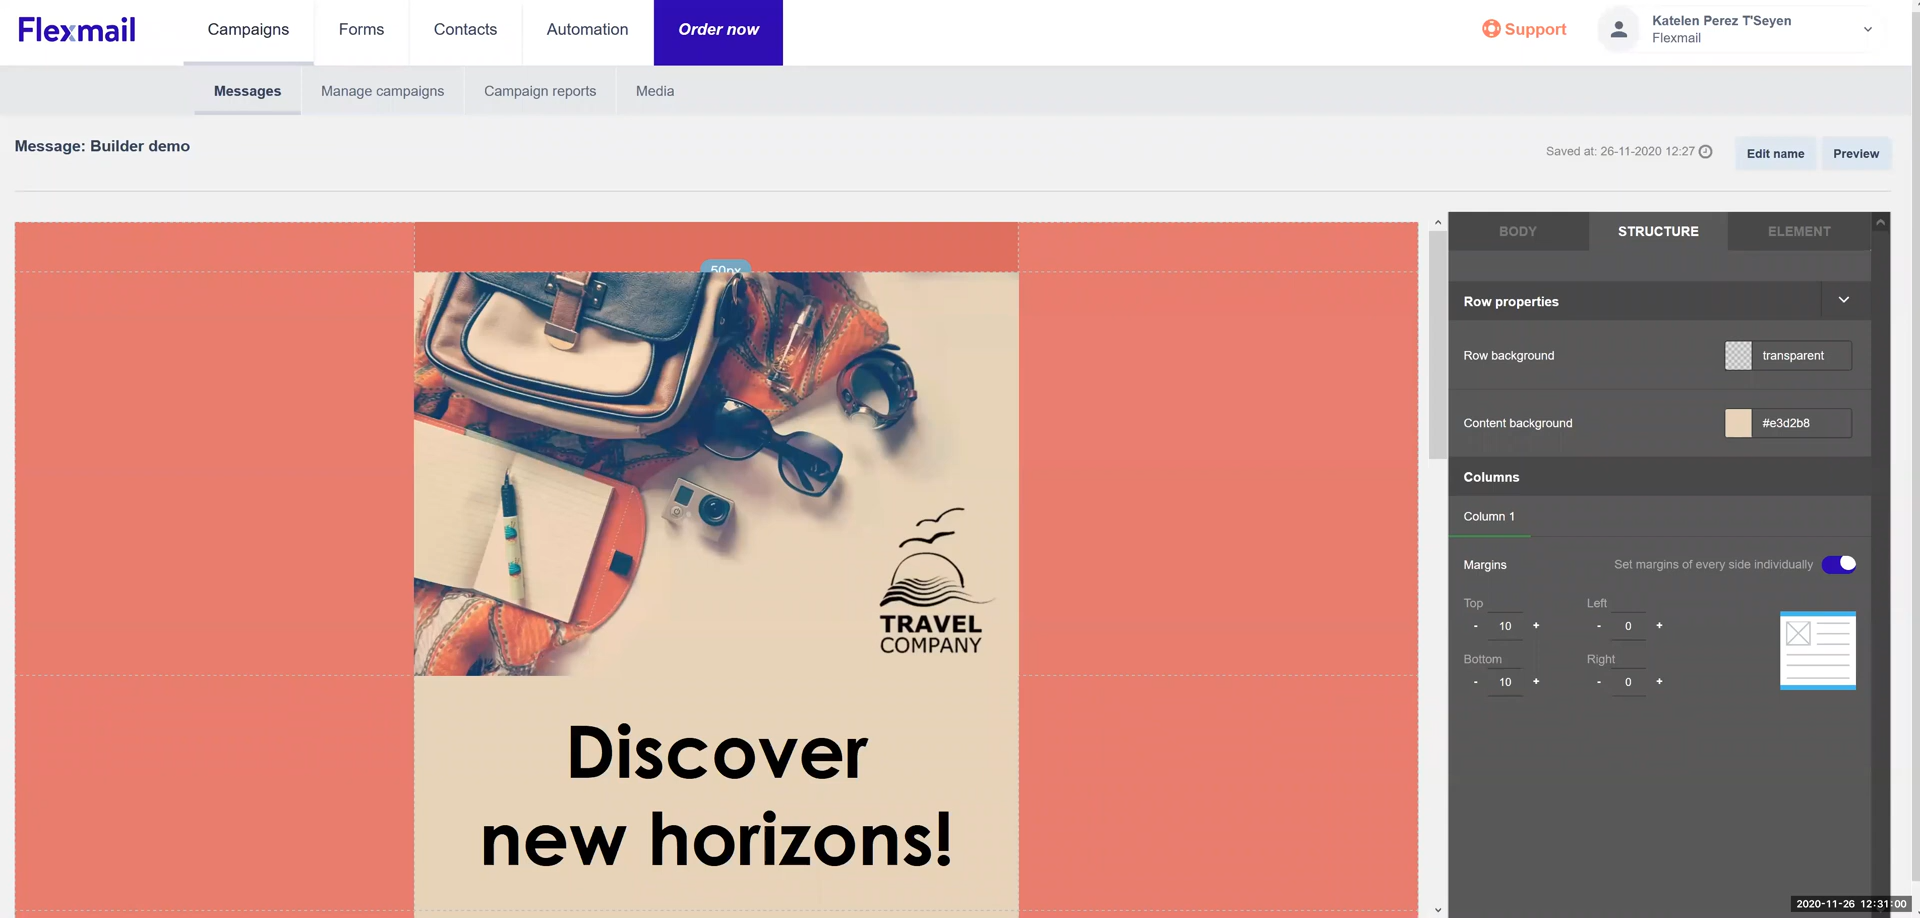 Flexmail
Campaigns
Forms
Contacts
Automation
Order now
Support
Katelen Perez T'Seyen
Flexmail
Messages
Manage campaigns
Campaign reports
Media
Message: Builder demo
Saved at: 26-11-2020 12:27
Edit name
Preview
50px
TRAVEL
COMPANY
Discover
new horizons!
BODY
STRUCTURE
ELEMENT
Row properties
Row background
transparent
Content background
#e3d2b8
Columns
Column 1
Margins
Set margins of every side individually
Top
Left
- 10 +
- 0 +
Bottom
Right
- 10 +
- 0 +
2020-11-26 12:31:00